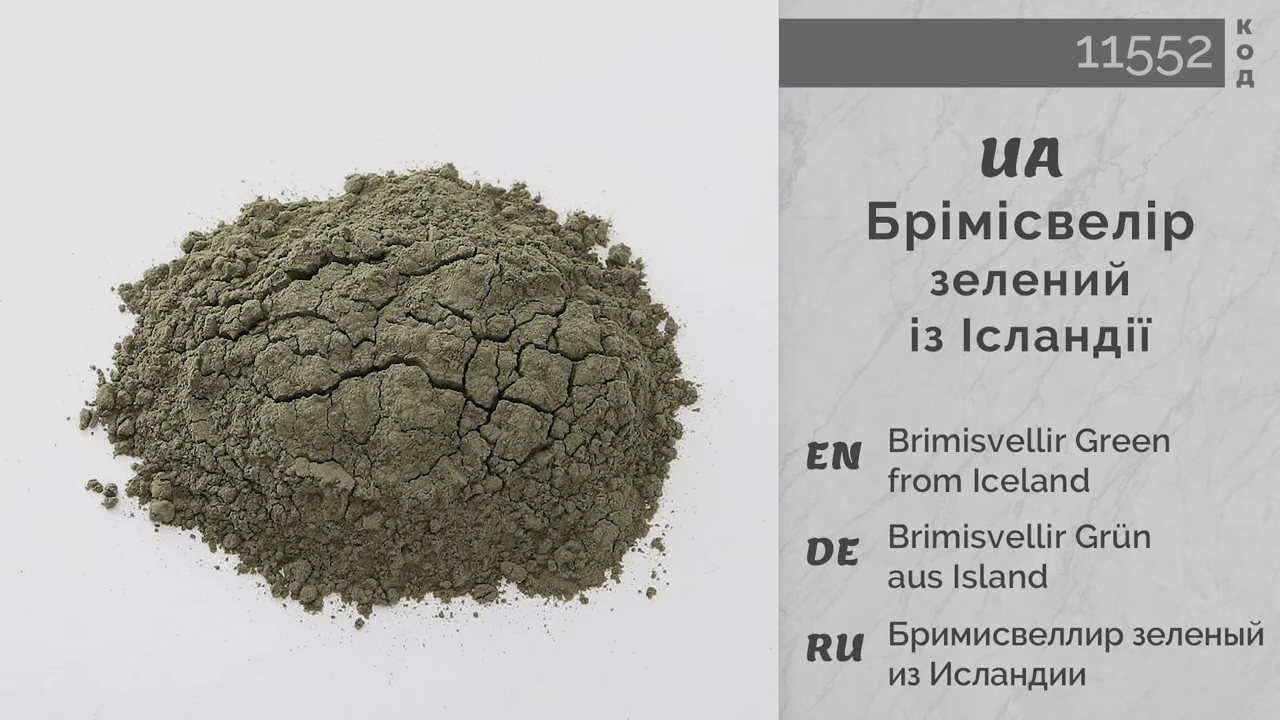 11552
КОД
UA
Брімісвелір
зелений
із Ісландії
EN
Brimisvellir Green
from Iceland
DE
Brimisvellir Grün
aus Island
RU
Бримисвеллир зеленый
из Исландии